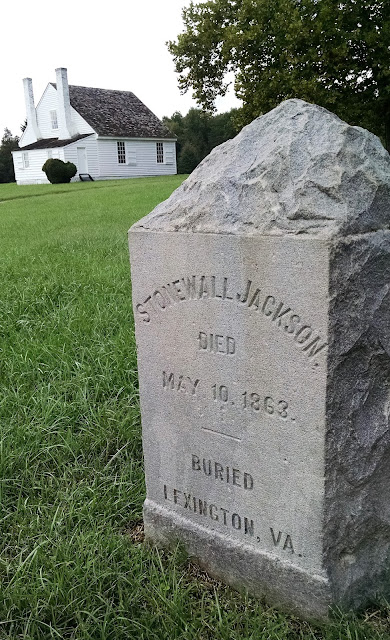 STONEWALL JACKSON.
DIED
MAY 10. 1863.
BURIED
LEXINGTON, VA.